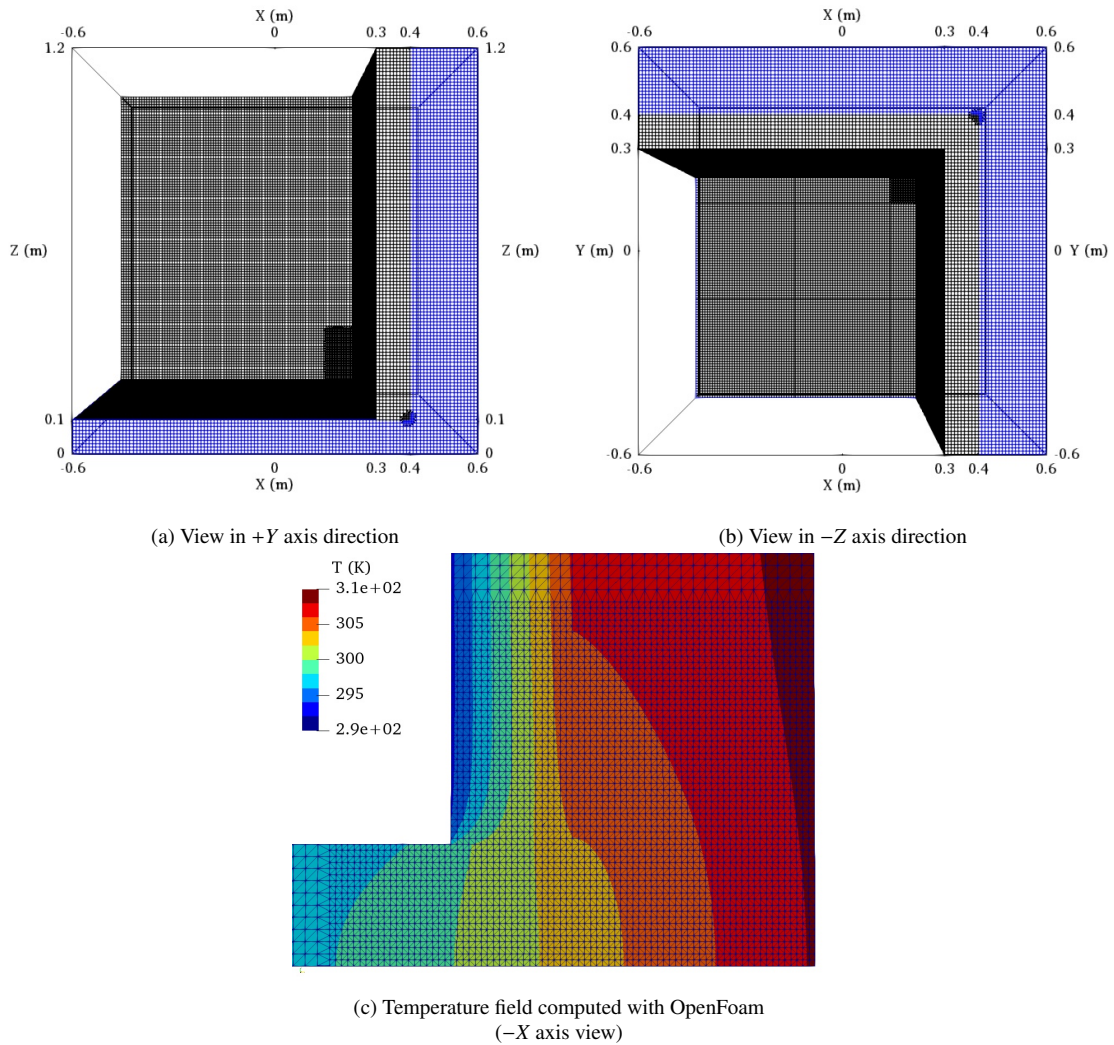 X (m)
-0.6 0 0.3 0.4 0.6
1.2 1.2
Z (m) Z (m)
0.1 0.1
0 0
-0.6 0 0.3 0.4 0.6
X (m)
(a) View in +Y axis direction
X (m)
-0.6 0 0.3 0.4 0.6
0.6 0.6
0.4 0.4
0.3 0.3
Y (m) 0 0 Y (m)
-0.6 -0.6
-0.6 0 0.3 0.4 0.6
X (m)
(b) View in −Z axis direction
T (K)
3.1e+02
305
300
295
2.9e+02
(c) Temperature field computed with OpenFoam
(−X axis view)